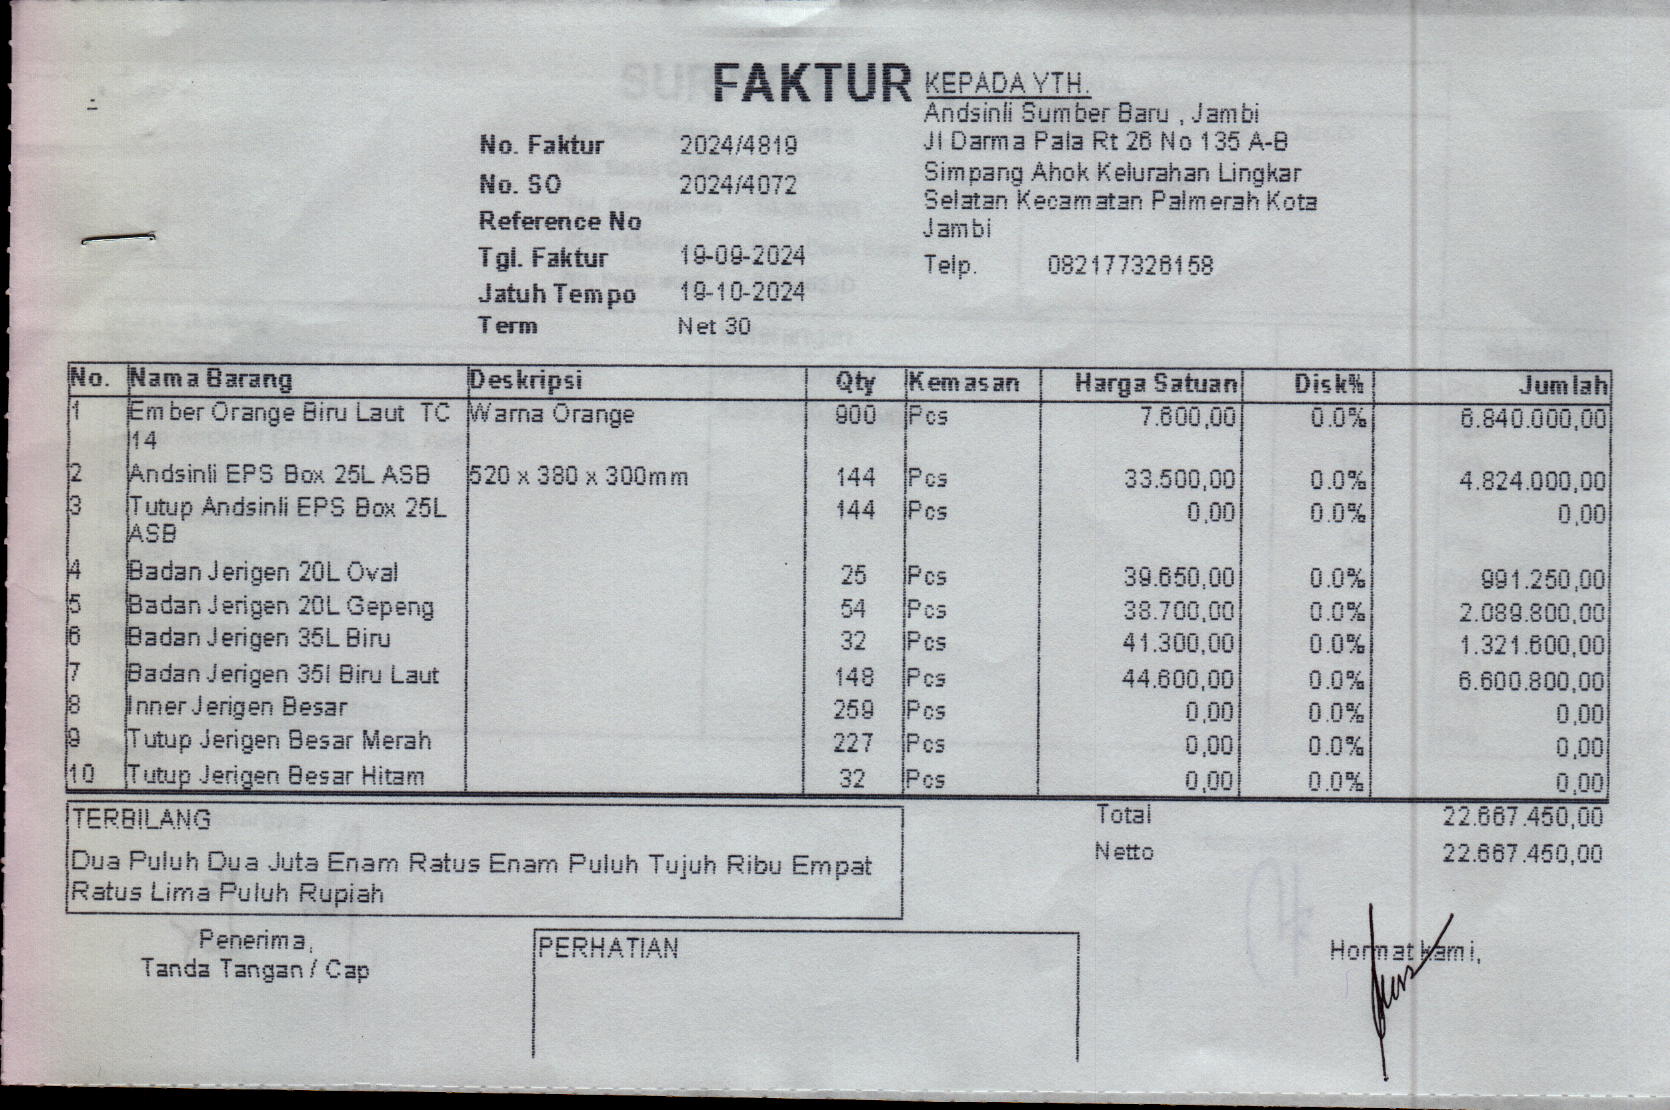 FAKTUR
KEPADA YTH.
Andsinli Sumber Baru , Jambi
Jl Darma Pala Rt 26 No 135 A-B
Simpang Ahok Kelurahan Lingkar
Selatan Kecamatan Palmerah Kota
Jambi
Telp. 082177326158
No. Faktur 2024/4819
No. SO 2024/4072
Reference No
Tgl. Faktur 19-09-2024
Jatuh Tempo 19-10-2024
Term Net 30
No. Nama Barang Deskripsi Qty Kemasan Harga Satuan Disk% Jumlah
1 Ember Orange Biru Laut TC Warna Orange 900 Pcs 7.600,00 0.0% 6.840.000,00
14
2 Andsinli EPS Box 25L ASB 520 x 380 x 300mm 144 Pcs 33.500,00 0.0% 4.824.000,00
3 Tutup Andsinli EPS Box 25L 144 Pcs 0,00 0.0% 0,00
ASB
4 Badan Jerigen 20L Oval 25 Pcs 39.650,00 0.0% 991.250,00
5 Badan Jerigen 20L Gepeng 54 Pcs 38.700,00 0.0% 2.089.800,00
6 Badan Jerigen 35L Biru 32 Pcs 41.300,00 0.0% 1.321.600,00
7 Badan Jerigen 35l Biru Laut 148 Pcs 44.600,00 0.0% 6.600.800,00
8 Inner Jerigen Besar 259 Pcs 0,00 0.0% 0,00
9 Tutup Jerigen Besar Merah 227 Pcs 0,00 0.0% 0,00
10 Tutup Jerigen Besar Hitam 32 Pcs 0,00 0.0% 0,00
TERBILANG
Dua Puluh Dua Juta Enam Ratus Enam Puluh Tujuh Ribu Empat
Ratus Lima Puluh Rupiah
Total 22.667.450,00
Netto 22.667.450,00
Penerima,
Tanda Tangan / Cap
PERHATIAN
Hormat kami,